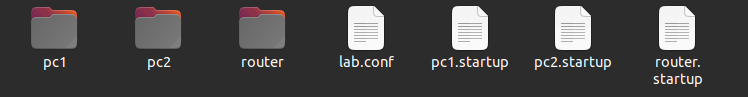 pc1
pc2
router
lab.conf
pc1.startup
pc2.startup
router.
startup